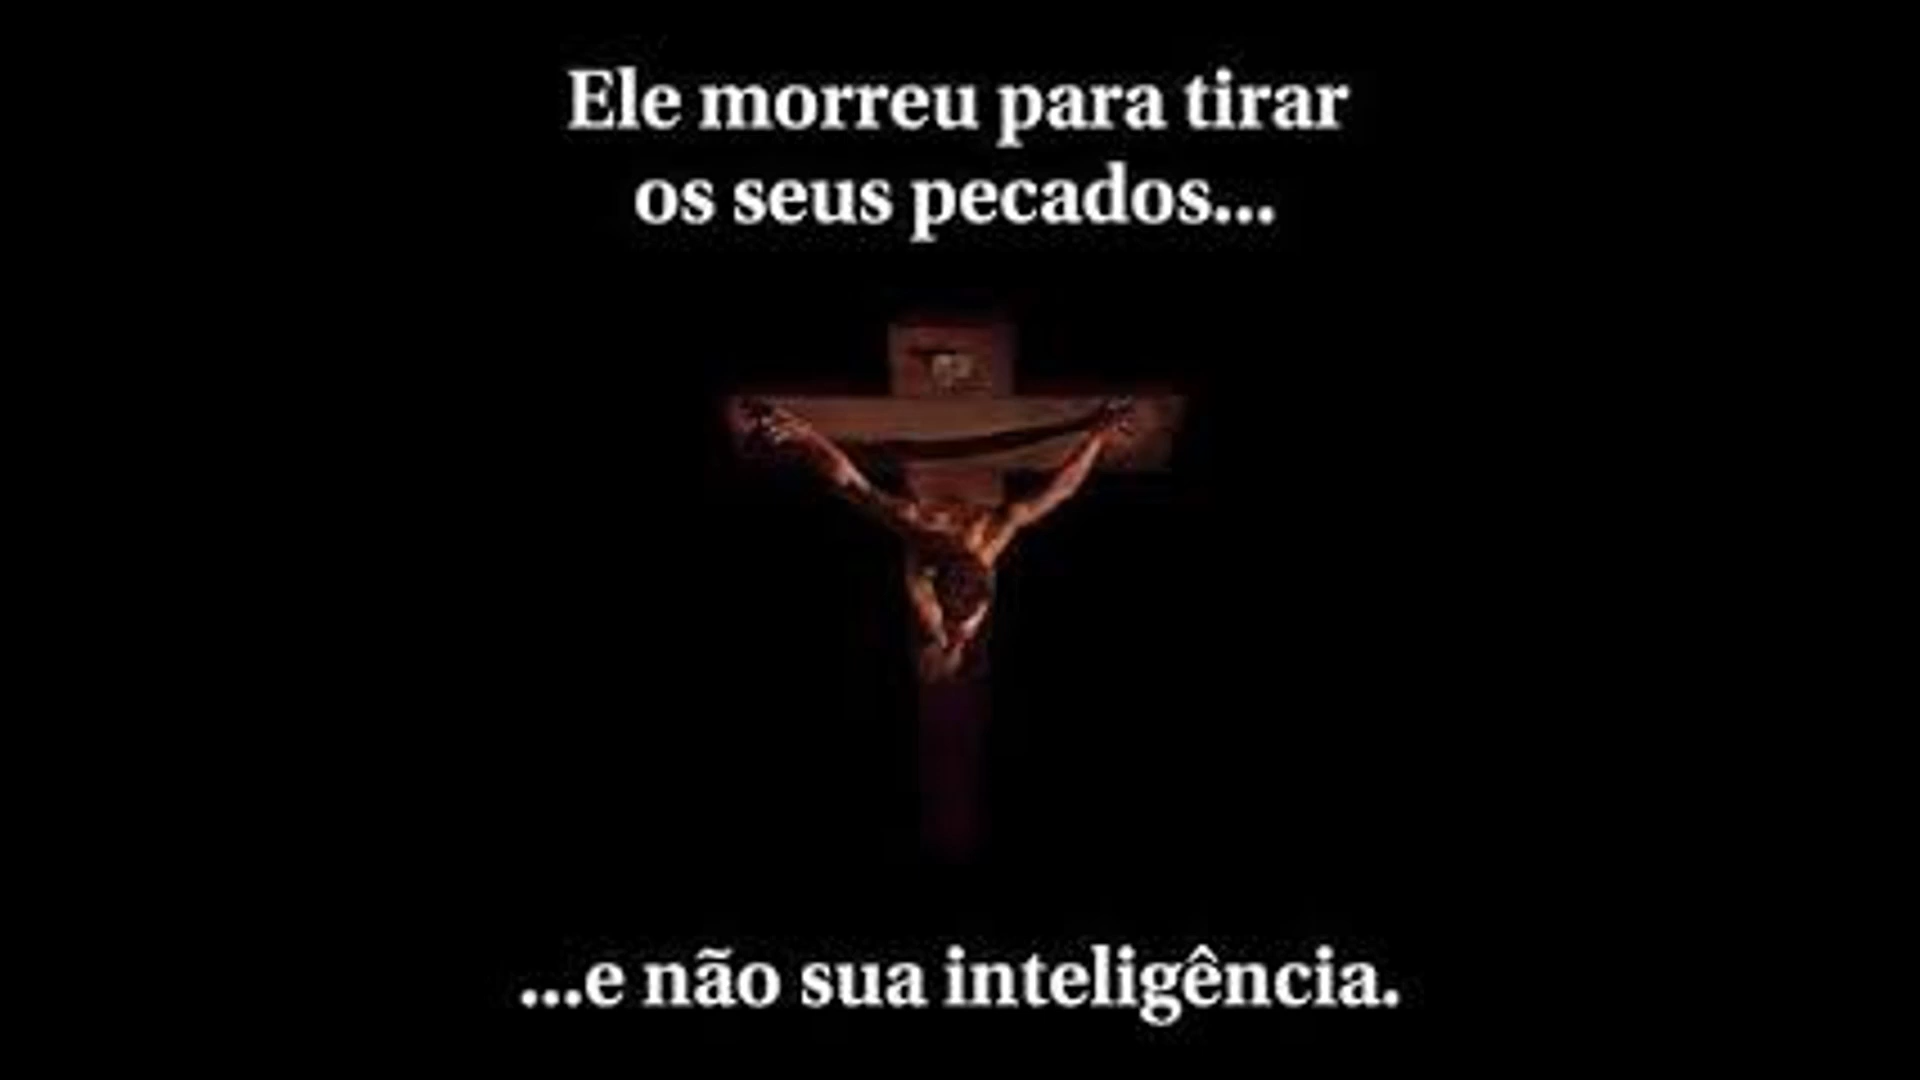 Ele morreu para tirar
os seus pecados...
...e não sua inteligência.